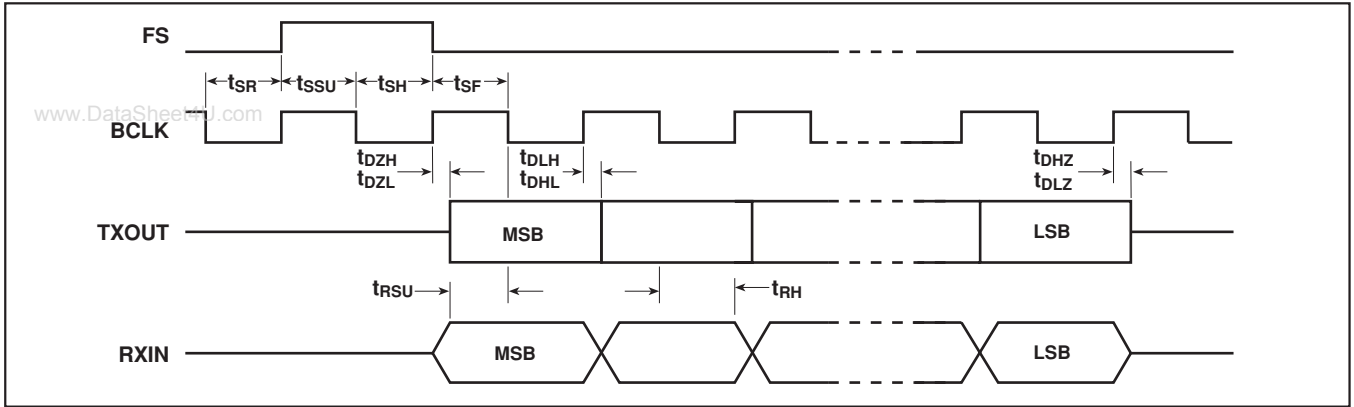 FS
tSR tSSU tSH tSF
www.DataSheet4U.com
BCLK
tDZH tDLH tDHZ
tDZL tDHL tDLZ
TXOUT MSB LSB
tRSU tRH
RXIN MSB LSB